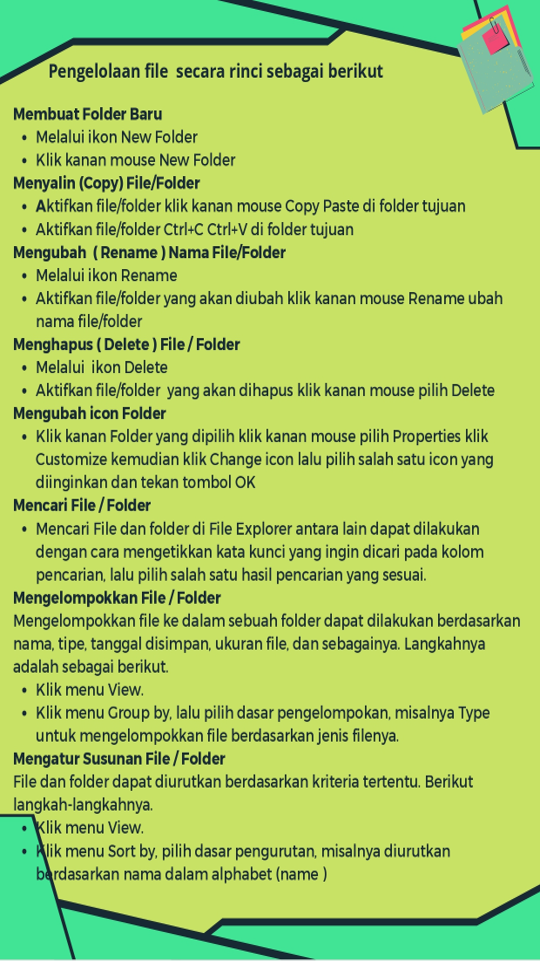 Pengelolaan file secara rinci sebagai berikut
Membuat Folder Baru
• Melalui ikon New Folder
• Klik kanan mouse New Folder
Menyalin (Copy) File/Folder
• Aktifkan file/folder klik kanan mouse Copy Paste di folder tujuan
• Aktifkan file/folder Ctrl+C Ctrl+V di folder tujuan
Mengubah ( Rename ) Nama File/Folder
• Melalui ikon Rename
• Aktifkan file/folder yang akan diubah klik kanan mouse Rename ubah
nama file/folder
Menghapus ( Delete ) File / Folder
• Melalui ikon Delete
• Aktifkan file/folder yang akan dihapus klik kanan mouse pilih Delete
Mengubah icon Folder
• Klik kanan Folder yang dipilih klik kanan mouse pilih Properties klik
Customize kemudian klik Change icon lalu pilih salah satu icon yang
diinginkan dan tekan tombol OK
Mencari File / Folder
• Mencari File dan folder di File Explorer antara lain dapat dilakukan
dengan cara mengetikkan kata kunci yang ingin dicari pada kolom
pencarian, lalu pilih salah satu hasil pencarian yang sesuai.
Mengelompokkan File / Folder
Mengelompokkan file ke dalam sebuah folder dapat dilakukan berdasarkan
nama, tipe, tanggal disimpan, ukuran file, dan sebagainya. Langkahnya
adalah sebagai berikut.
• Klik menu View.
• Klik menu Group by, lalu pilih dasar pengelompokan, misalnya Type
untuk mengelompokkan file berdasarkan jenis filenya.
Mengatur Susunan File / Folder
File dan folder dapat diurutkan berdasarkan kriteria tertentu. Berikut
langkah-langkahnya.
• Klik menu View.
• Klik menu Sort by, pilih dasar pengurutan, misalnya diurutkan
berdasarkan nama dalam alphabet (name )